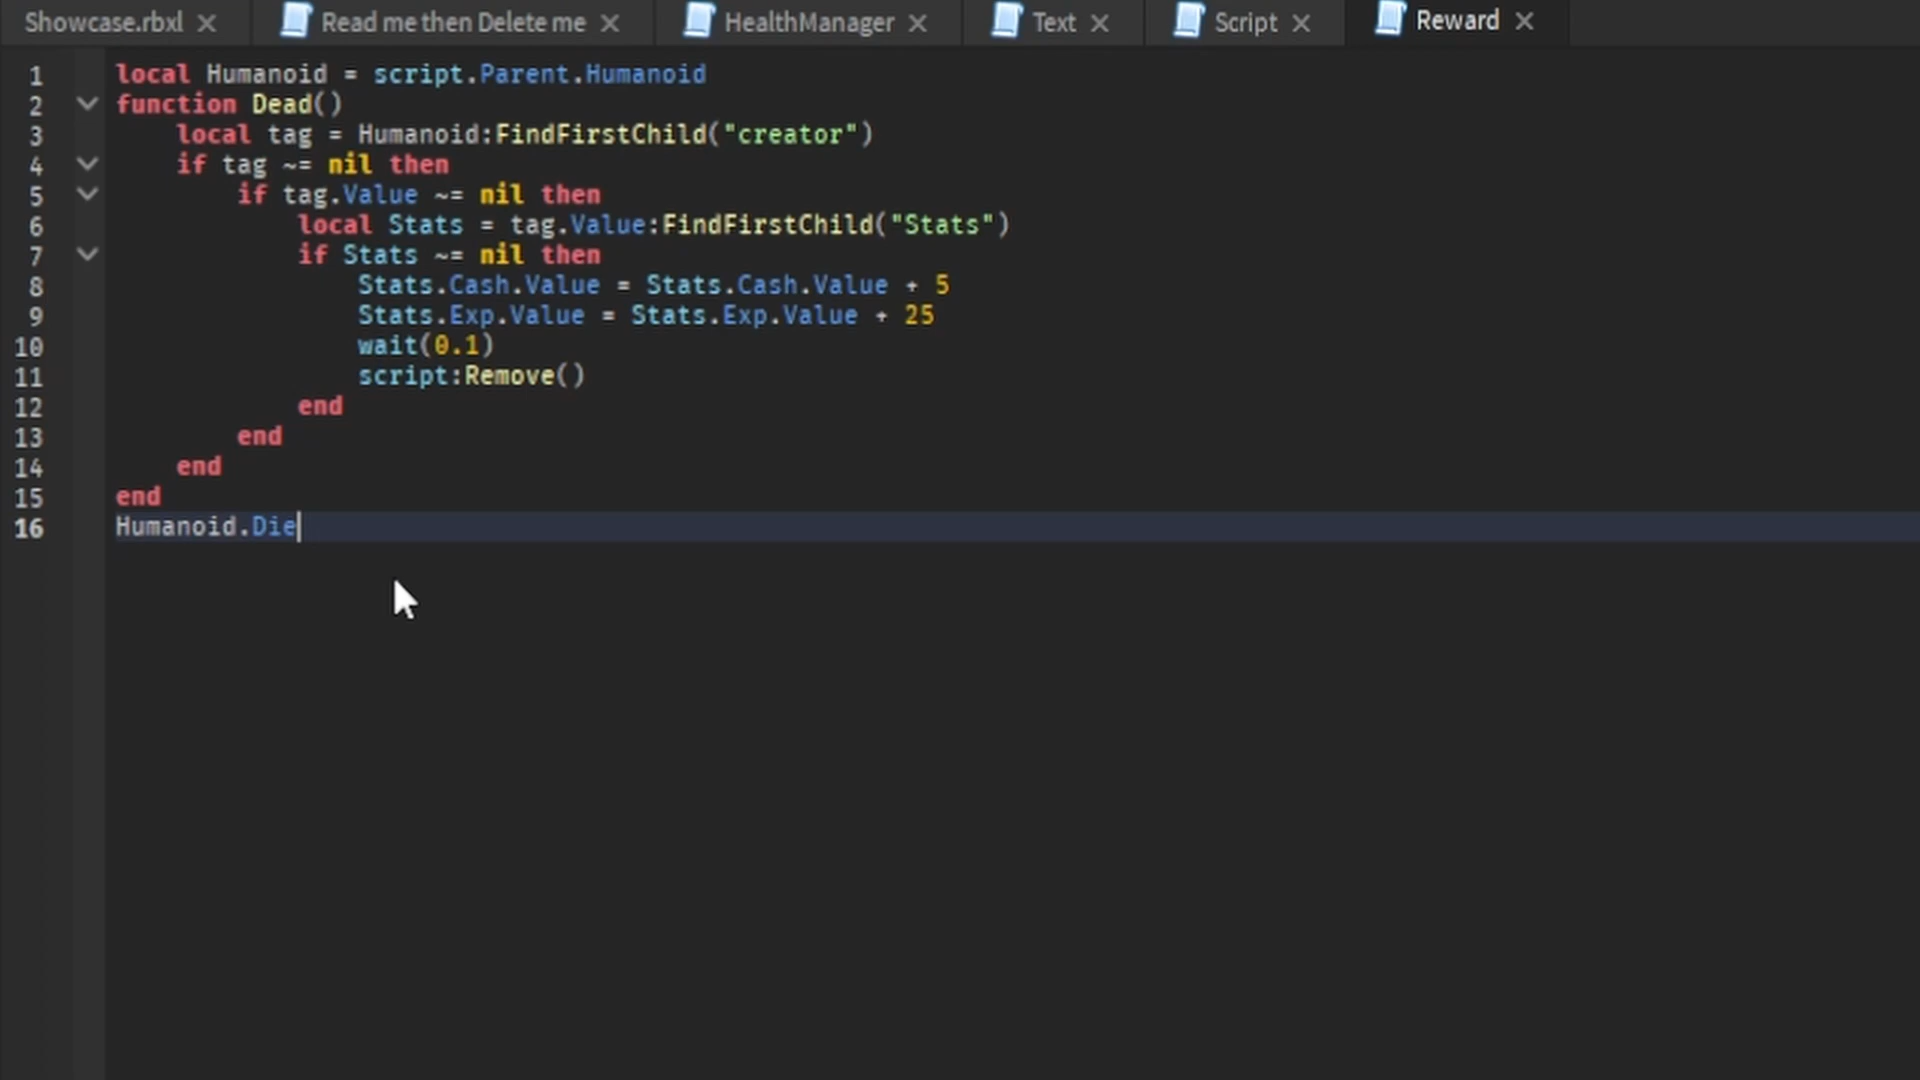 Showcase.rbxl Read me then Delete me HealthManager Text Script Reward
1 local Humanoid = script.Parent.Humanoid
2 function Dead()
3 local tag = Humanoid:FindFirstChild("creator")
4 if tag ~= nil then
5 if tag.Value ~= nil then
6 local Stats = tag.Value:FindFirstChild("Stats")
7 if Stats ~= nil then
8 Stats.Cash.Value = Stats.Cash.Value + 5
9 Stats.Exp.Value = Stats.Exp.Value + 25
10 wait(0.1)
11 script:Remove()
12 end
13 end
14 end
15 end
16 Humanoid.Die